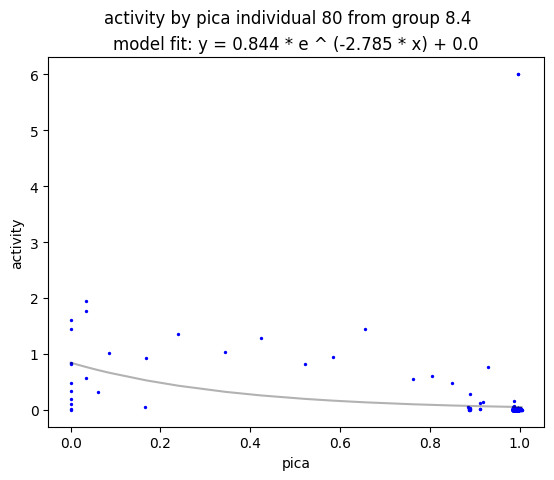 activity by pica individual 80 from group 8.4
model fit: y = 0.844 * e ^ (-2.785 * x) + 0.0
6
5
4
3
2
1
0
activity
0.0 0.2 0.4 0.6 0.8 1.0
pica